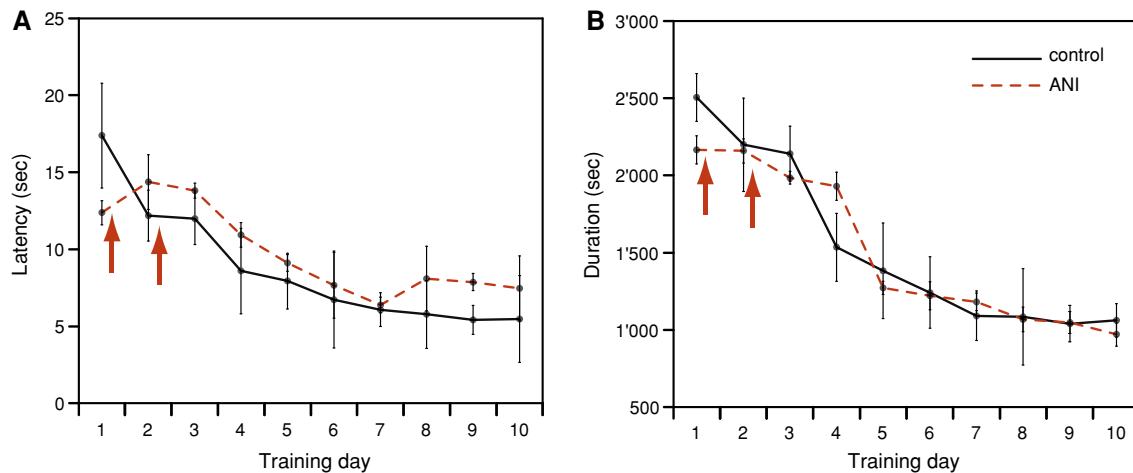 A
Latency (sec)
25
20
15
10
5
0
1 2 3 4 5 6 7 8 9 10
Training day
B
Duration (sec)
3'000
2'500
2'000
1'500
1'000
500
control
ANI
1 2 3 4 5 6 7 8 9 10
Training day